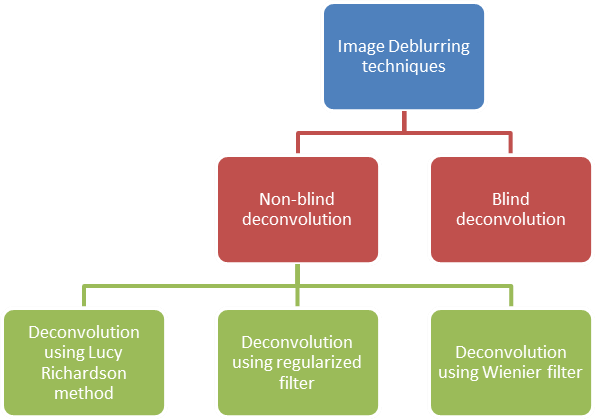 Image Deblurring
techniques
Non-blind
deconvolution
Blind
deconvolution
Deconvolution
using Lucy
Richardson
method
Deconvolution
using regularized
filter
Deconvolution
using Wienier filter